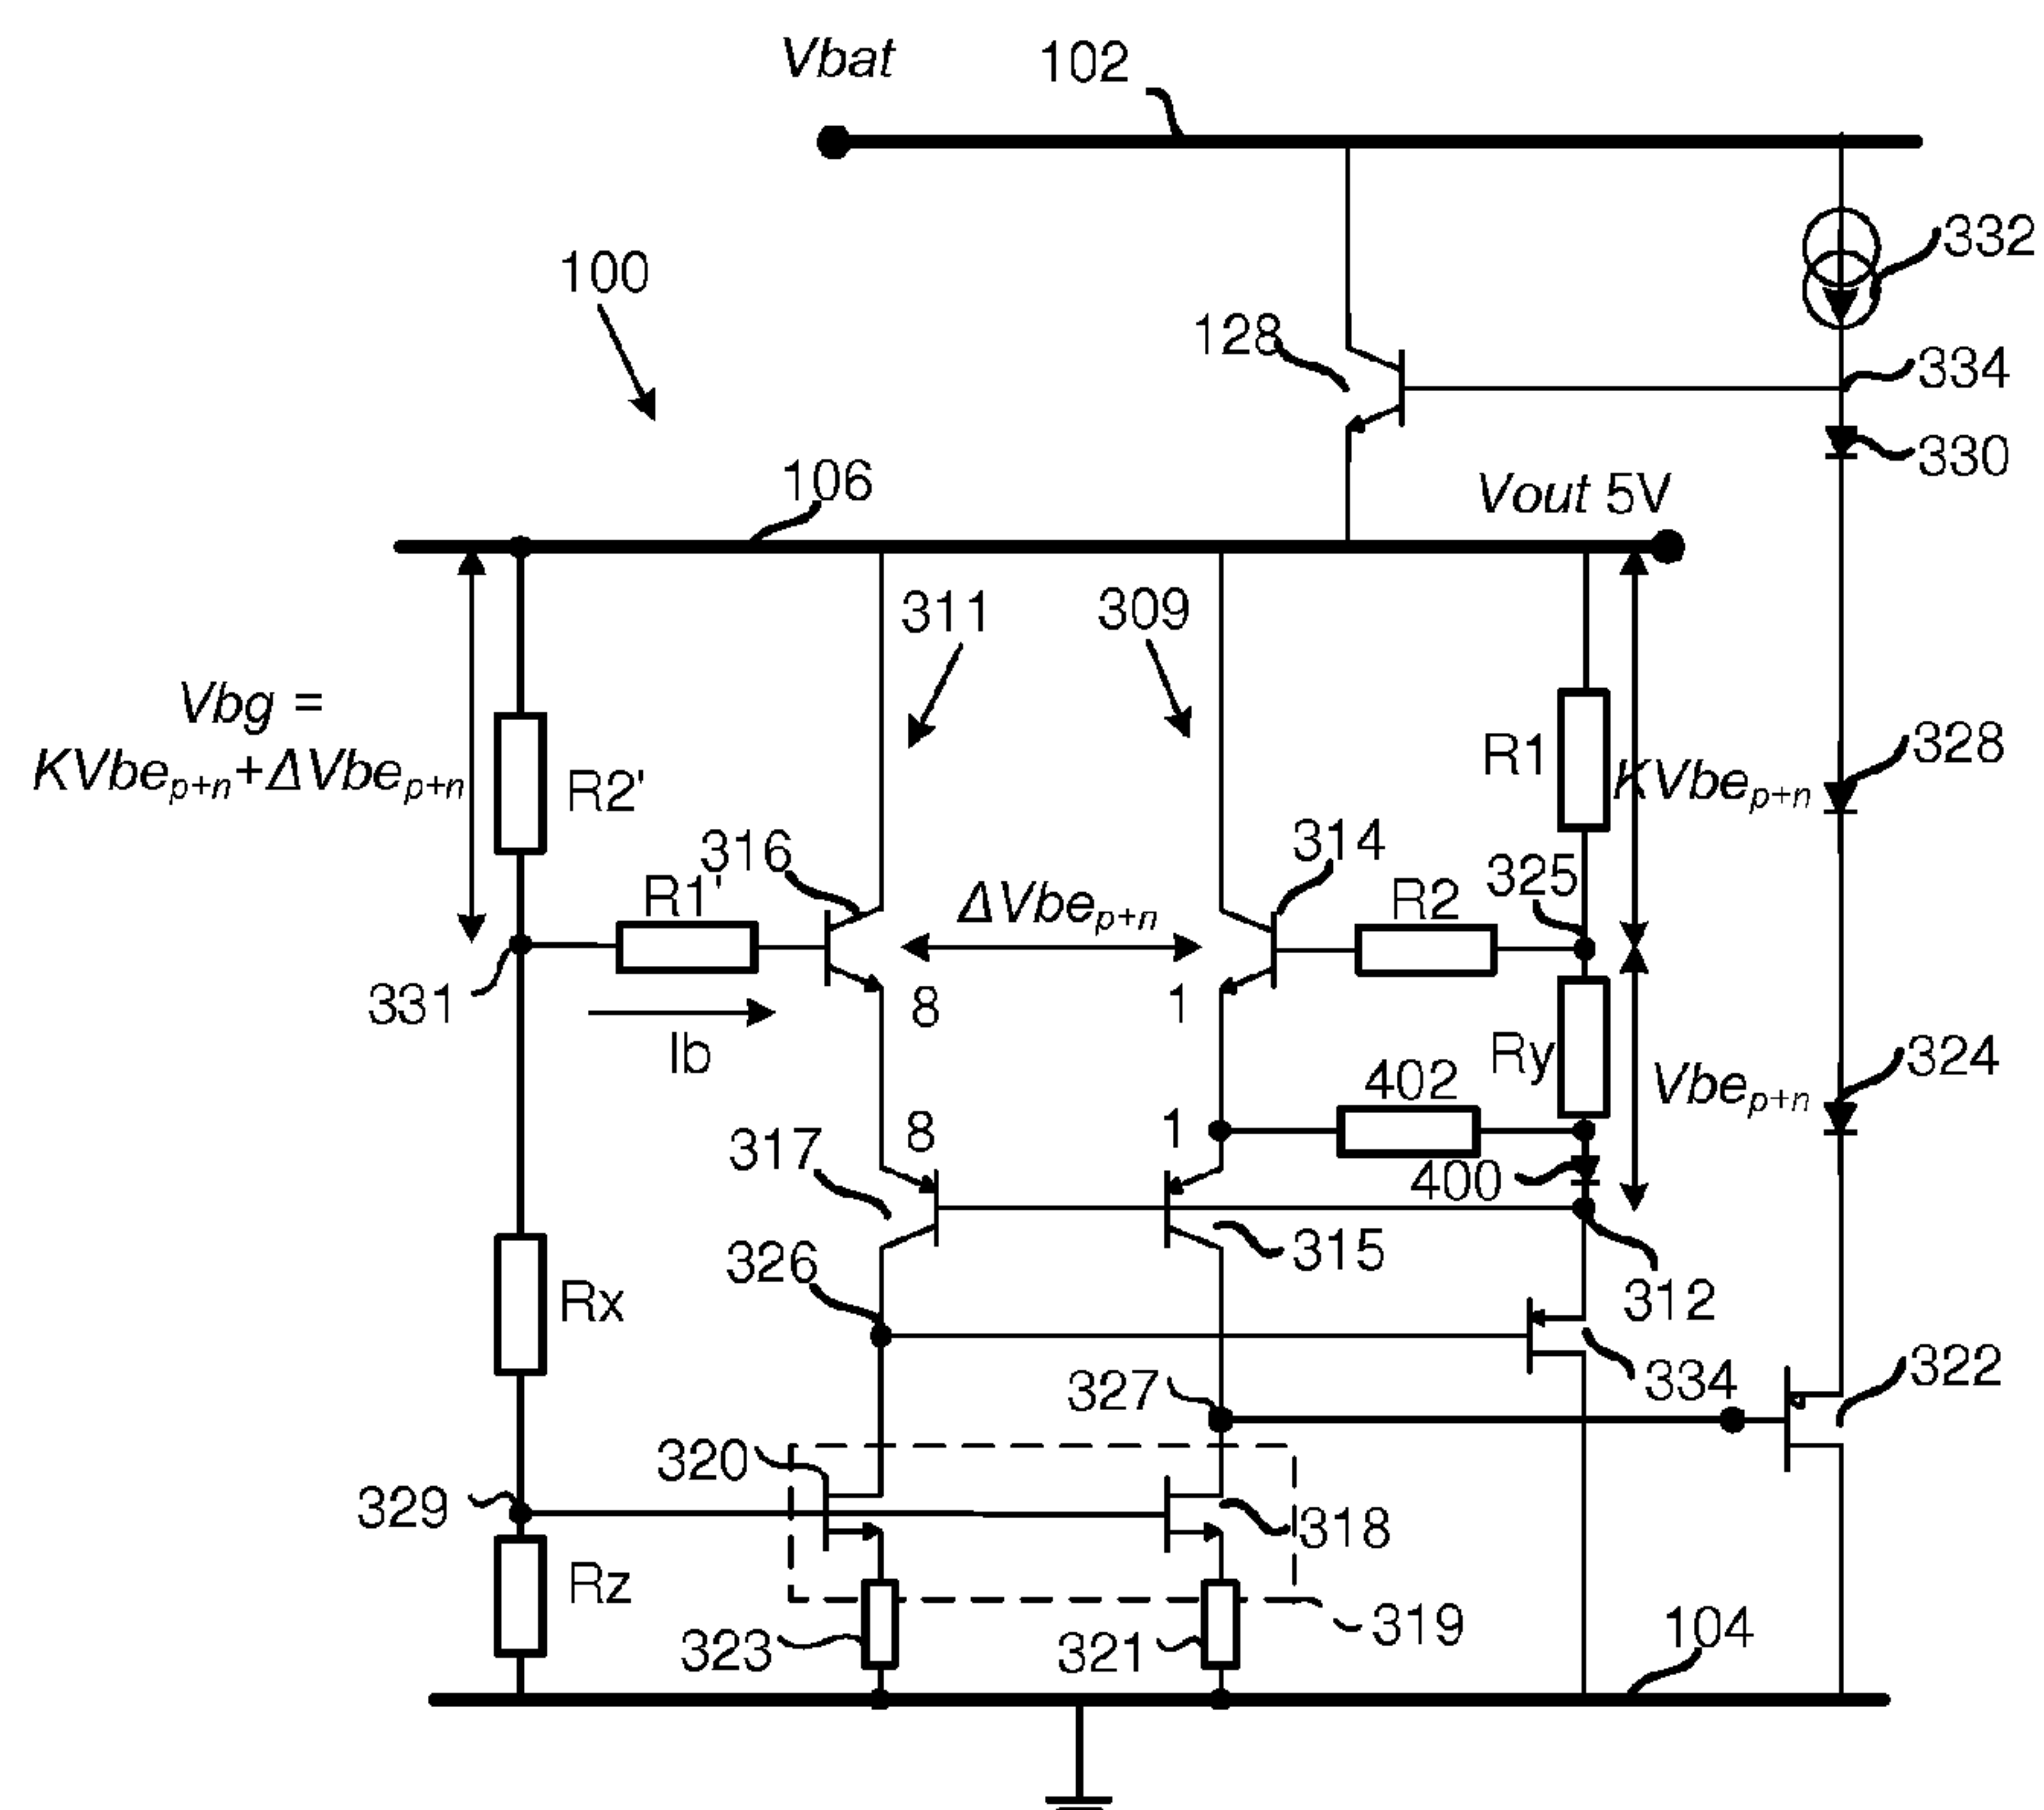 Vbat
102
332
100
128
334
330
106
Vout 5V
311
309
Vbg =
KVbep+n+ΔVbep+n
R2'
R1
KVbep+n
328
316
314
325
R1'
ΔVbep+n
R2
331
8
1
Ib
Ry
324
402
Vbep+n
8
1
317
400
326
315
312
Rx
334
322
327
320
329
318
Rz
319
323
321
104